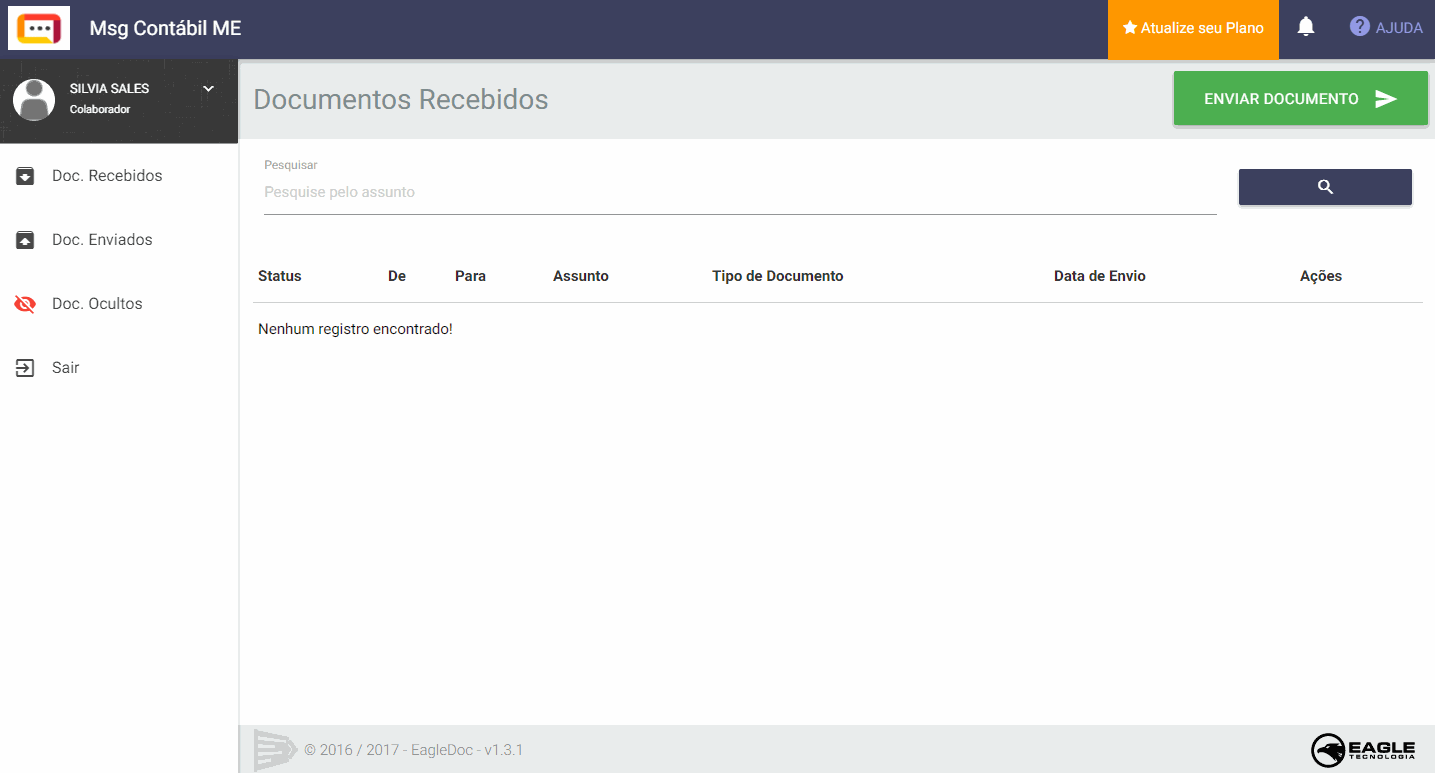 Msg Contábil ME
Atualize seu Plano
AJUDA
SILVIA SALES
Colaborador
Doc. Recebidos
Doc. Enviados
Doc. Ocultos
Sair
Documentos Recebidos
ENVIAR DOCUMENTO
Pesquisar
Pesquise pelo assunto
Status De Para Assunto Tipo de Documento Data de Envio Ações
Nenhum registro encontrado!
© 2016 / 2017 - EagleDoc - v1.3.1
EAGLE
TECNOLOGIA